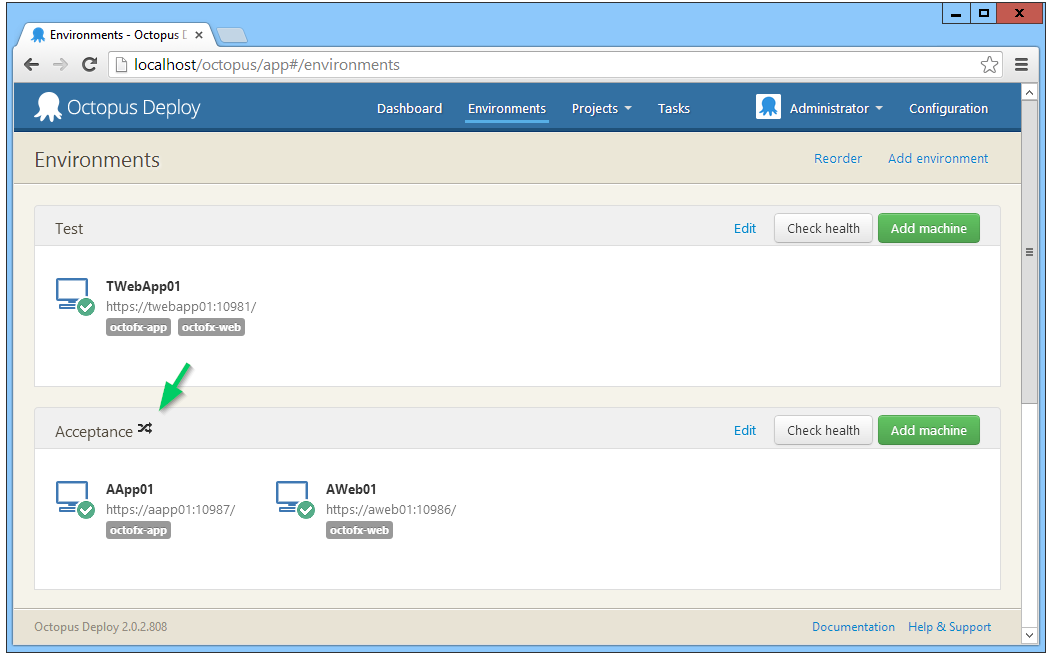 Environments - Octopus D
localhost/octopus/app#/environments
Octopus Deploy Dashboard Environments Projects Tasks Administrator Configuration
Environments Reorder Add environment
Test Edit Check health Add machine
TWebApp01
https://twebapp01:10981/
octofx-app octofx-web
Acceptance Edit Check health Add machine
AApp01 AWeb01
https://aapp01:10987/ https://aweb01:10986/
octofx-app octofx-web
Octopus Deploy 2.0.2.808 Documentation Help & Support